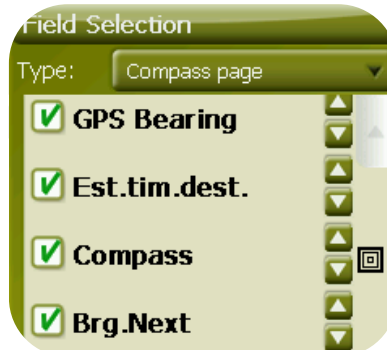 Field Selection
Type: Compass page
GPS Bearing
Est.tim.dest.
Compass
Brg.Next